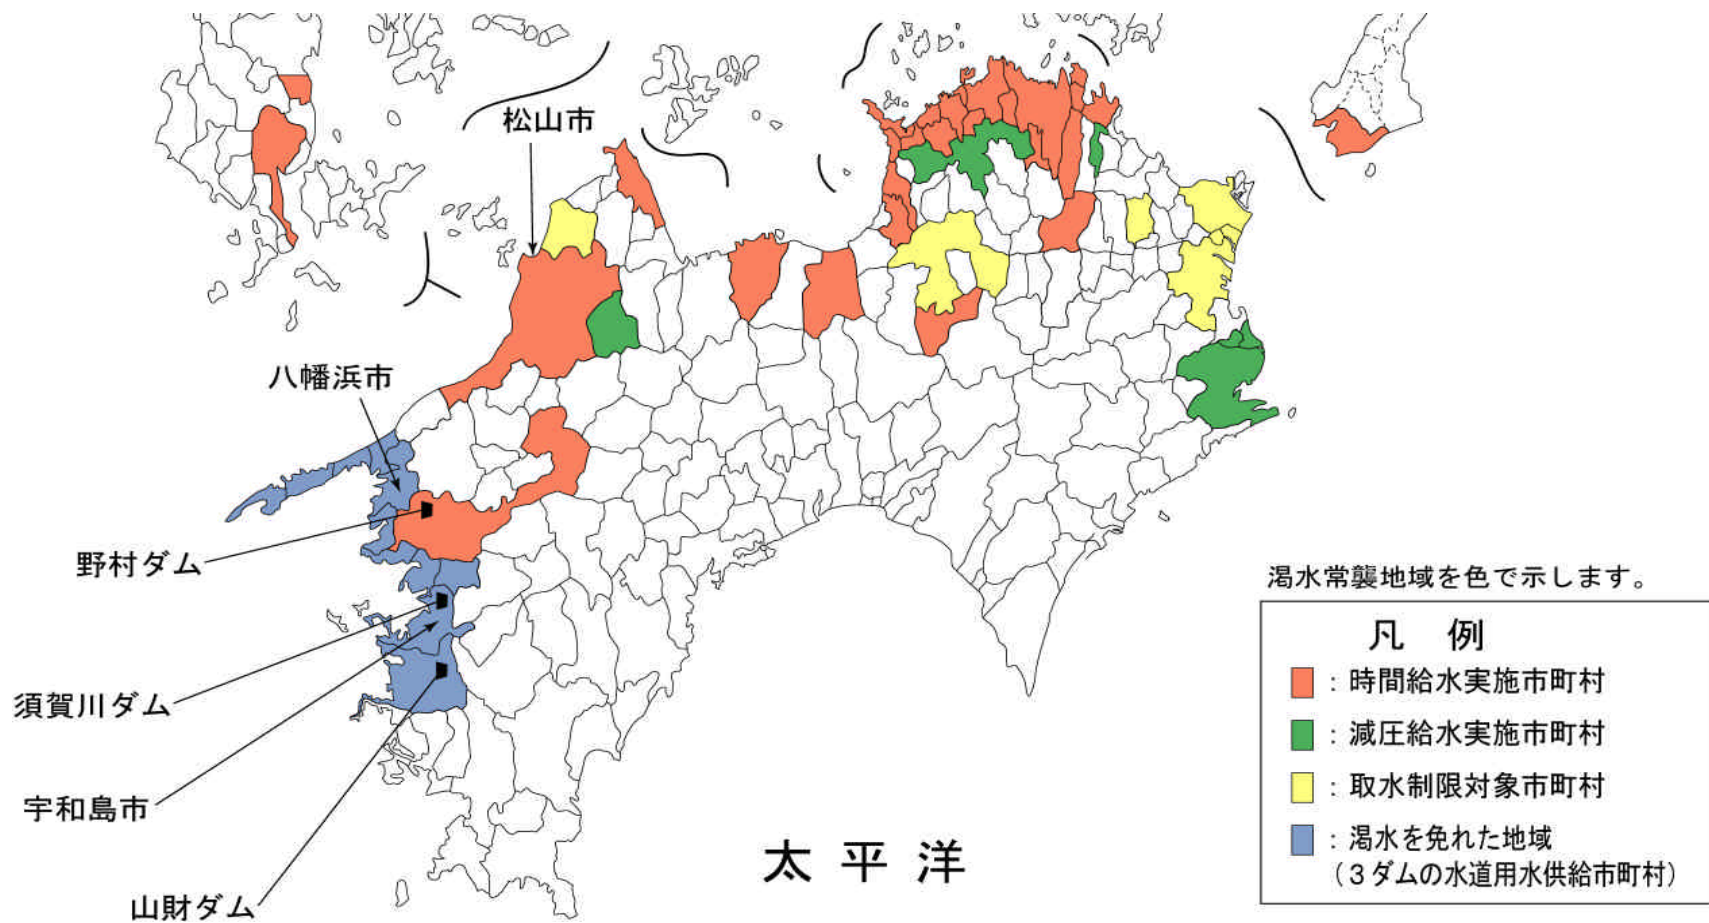 松山市
八幡浜市
野村ダム
須賀川ダム
宇和島市
山財ダム
太平洋
渇水常襲地域を色で示します。
凡 例
：時間給水実施市町村
：減圧給水実施市町村
：取水制限対象市町村
：渇水を免れた地域
（３ダムの水道用水供給市町村）